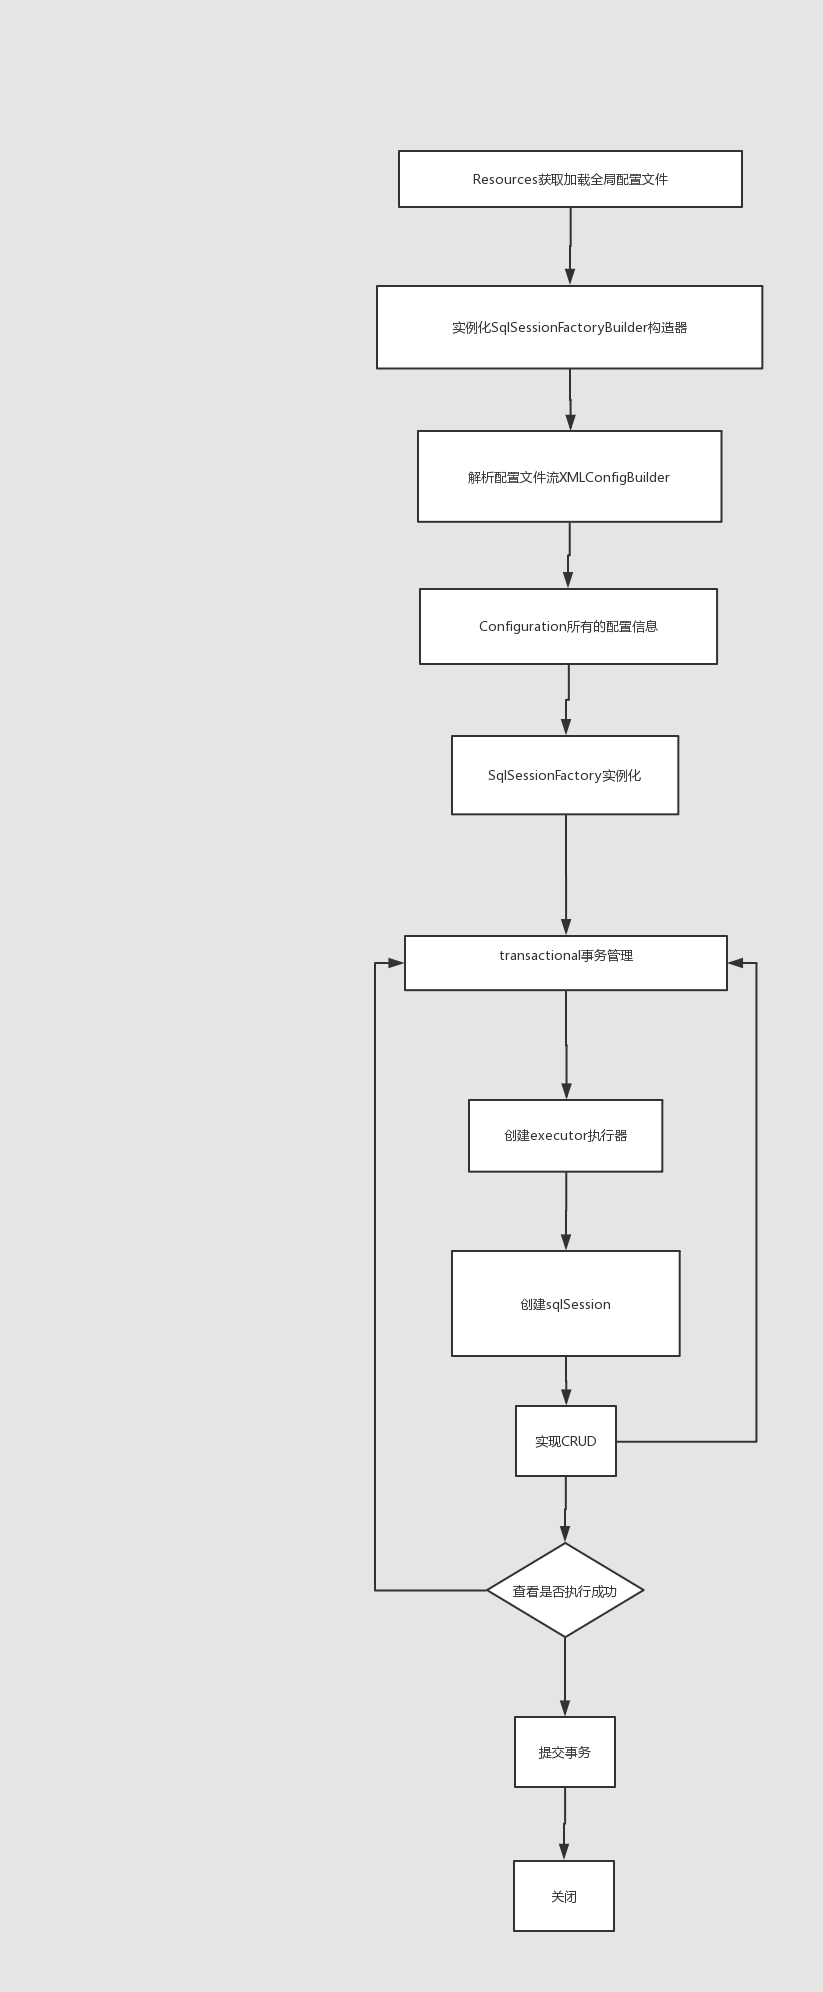 Resources获取加载全局配置文件
实例化SqlSessionFactoryBuilder构造器
解析配置文件流XMLConfigBuilder
Configuration所有的配置信息
SqlSessionFactory实例化
transactional事务管理
创建executor执行器
创建sqlSession
实现CRUD
查看是否执行成功
提交事务
关闭